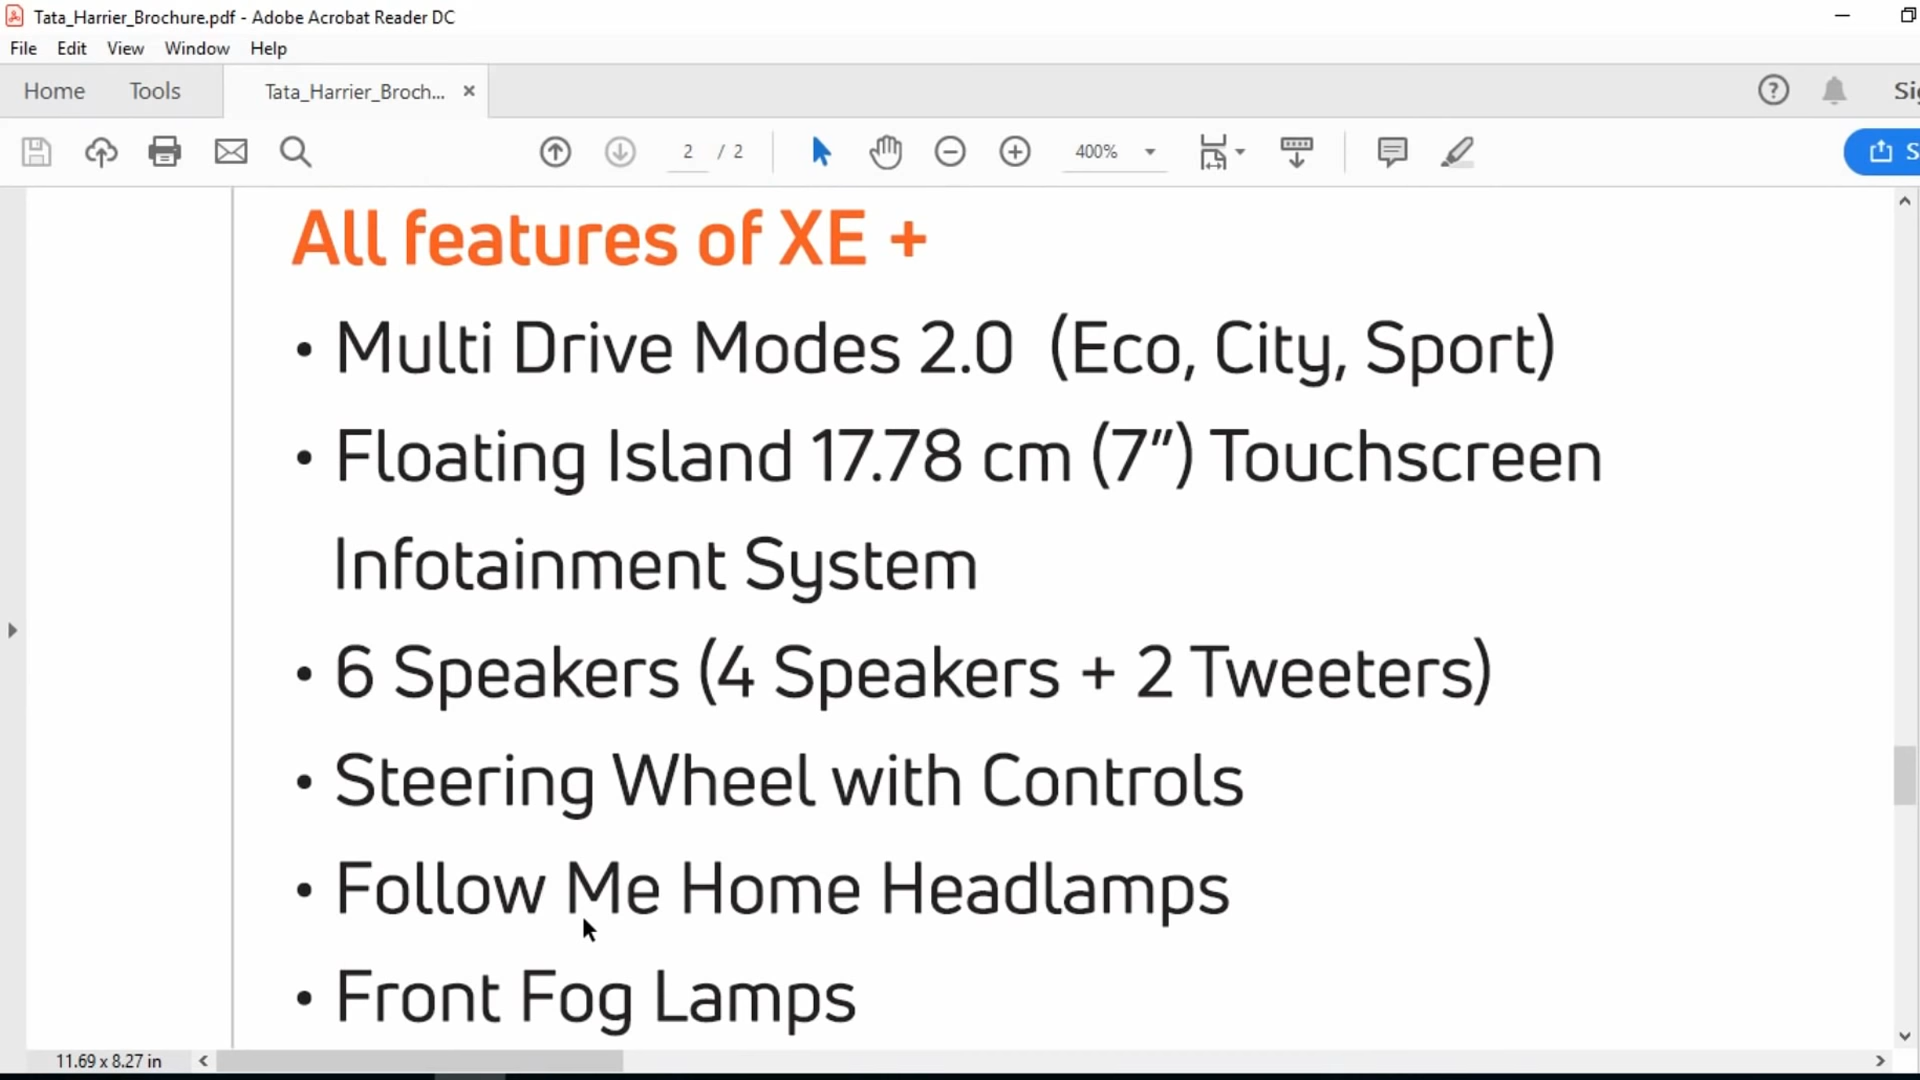 Tata_Harrier_Brochure.pdf - Adobe Acrobat Reader DC
File Edit View Window Help
Home Tools Tata_Harrier_Broch...
2 / 2 400%
All features of XE +
• Multi Drive Modes 2.0 (Eco, City, Sport)
• Floating Island 17.78 cm (7″) Touchscreen
Infotainment System
• 6 Speakers (4 Speakers + 2 Tweeters)
• Steering Wheel with Controls
• Follow Me Home Headlamps
• Front Fog Lamps
11.69 x 8.27 in